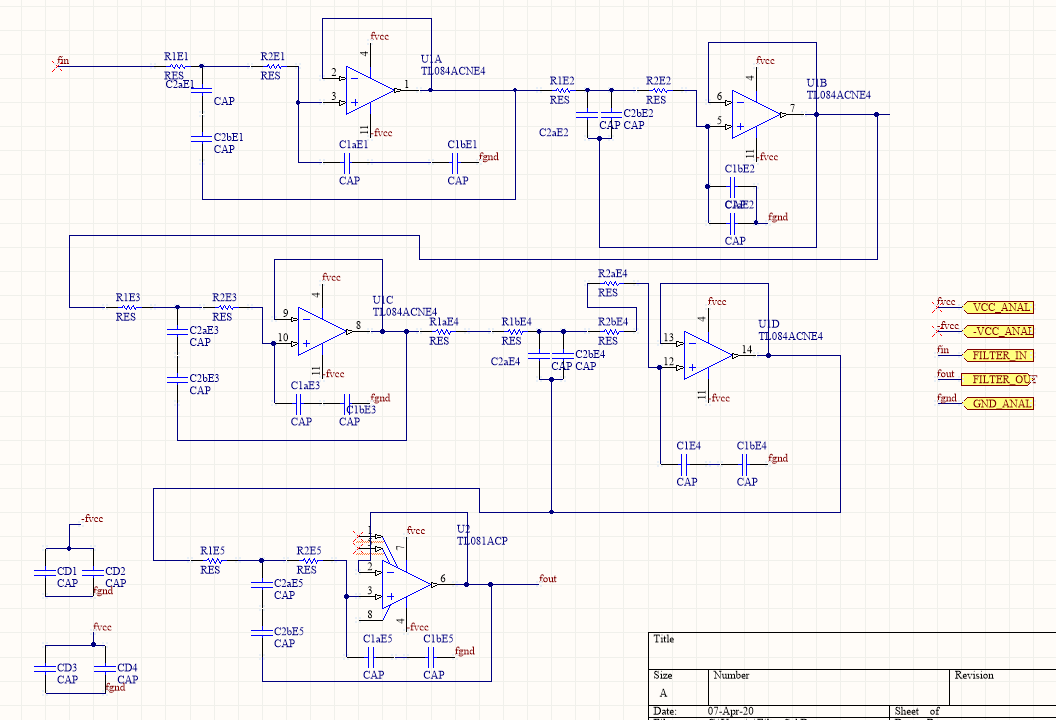 fin
R1E1
RES
C2aE1
CAP
C2bE1
CAP
R2E1
RES
fvcc
4
2
3
1
11
-fvcc
U1A
TL084ACNE4
C1aE1
CAP
C1bE1
CAP
fgnd
R1E2
RES
C2aE2
CAP
C2bE2
CAP
R2E2
RES
fvcc
4
6
5
7
11
-fvcc
U1B
TL084ACNE4
C1bE2
CAP
C1aE2
CAP
fgnd
R1E3
RES
C2aE3
CAP
C2bE3
CAP
R2E3
RES
fvcc
4
9
10
8
11
-fvcc
U1C
TL084ACNE4
C1aE3
CAP
C1bE3
CAP
fgnd
R1aE4
RES
R1bE4
RES
C2aE4
CAP
C2bE4
CAP
R2aE4
RES
R2bE4
RES
fvcc
4
13
12
14
11
-fvcc
U1D
TL084ACNE4
C1E4
CAP
C1bE4
CAP
fgnd
fvcc
VCC_ANAL
-fvcc
-VCC_ANAL
fin
FILTER_IN
fout
FILTER_OUT
fgnd
GND_ANAL
-fvcc
CD1
CAP
CD2
CAP
fgnd
fvcc
CD3
CAP
CD4
CAP
fgnd
R1E5
RES
C2aE5
CAP
C2bE5
CAP
R2E5
RES
1
fvcc
7
2
3
6
8
4
-fvcc
U2
TL081ACP
fout
C1aE5
CAP
C1bE5
CAP
fgnd
Title
Size
Number
Revision
A
Date:
07-Apr-20
Sheet of